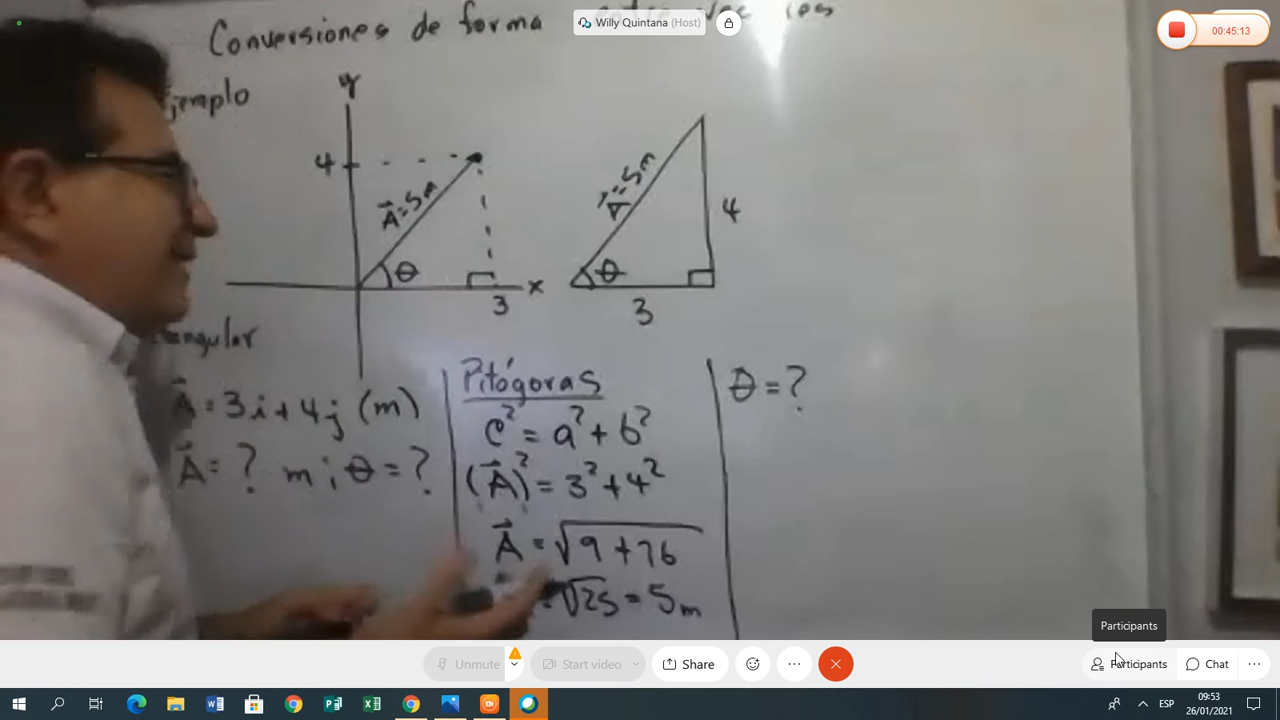 Willy Quintana (Host)
00:45:13
Conversiones de forma
jemplo
y
4
A⃗=5m
θ
3
x
A⃗=5m
4
θ
3
angular
A⃗=3i+4j (m)
A⃗=? m; θ=?
Pitágoras
c²=a²+b²
(A⃗)²=3²+4²
A⃗=√9+16
=√25=5m
θ=?
Participants
Unmute
Start video
Share
Participants
Chat
ESP
09:53
26/01/2021